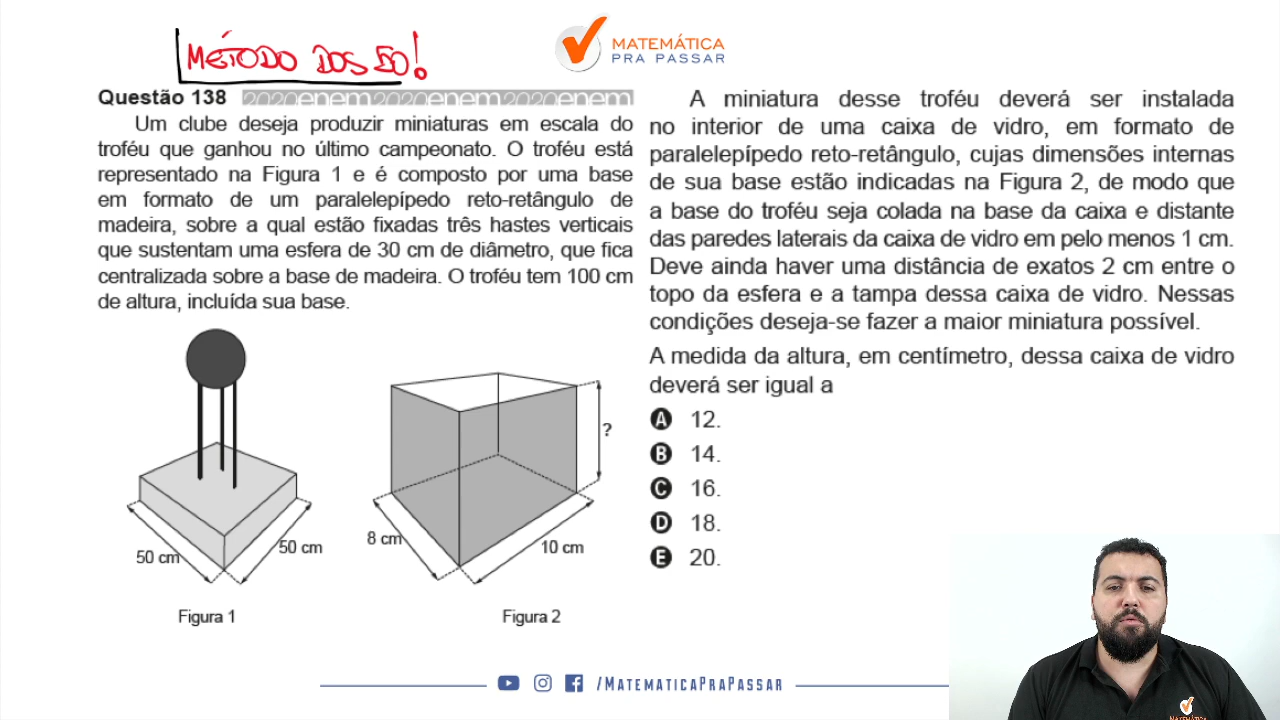 MÉTODO DOS 50!
MATEMÁTICA
PRA PASSAR
Questão 138 2020enem2020enem2020enem
Um clube deseja produzir miniaturas em escala do
troféu que ganhou no último campeonato. O troféu está
representado na Figura 1 e é composto por uma base
em formato de um paralelepípedo reto-retângulo de
madeira, sobre a qual estão fixadas três hastes verticais
que sustentam uma esfera de 30 cm de diâmetro, que fica
centralizada sobre a base de madeira. O troféu tem 100 cm
de altura, incluída sua base.
50 cm
50 cm
Figura 1
?
8 cm
10 cm
Figura 2
A miniatura desse troféu deverá ser instalada
no interior de uma caixa de vidro, em formato de
paralelepípedo reto-retângulo, cujas dimensões internas
de sua base estão indicadas na Figura 2, de modo que
a base do troféu seja colada na base da caixa e distante
das paredes laterais da caixa de vidro em pelo menos 1 cm.
Deve ainda haver uma distância de exatos 2 cm entre o
topo da esfera e a tampa dessa caixa de vidro. Nessas
condições deseja-se fazer a maior miniatura possível.
A medida da altura, em centímetro, dessa caixa de vidro
deverá ser igual a
A 12.
B 14.
C 16.
D 18.
E 20.
/MATEMATICAPRAPASSAR
MATEMÁTICA